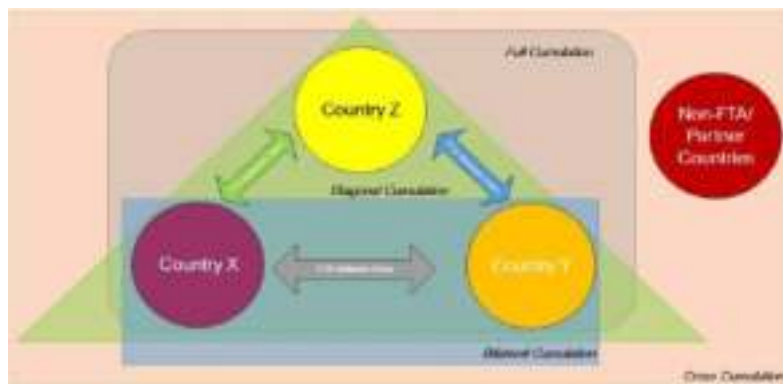 Full Cumulation
Country Z
Non-FTA/
Partner
Countries
Diagonal Cumulation
Country X
Country Y
Bilateral Cumulation
Cross Cumulation